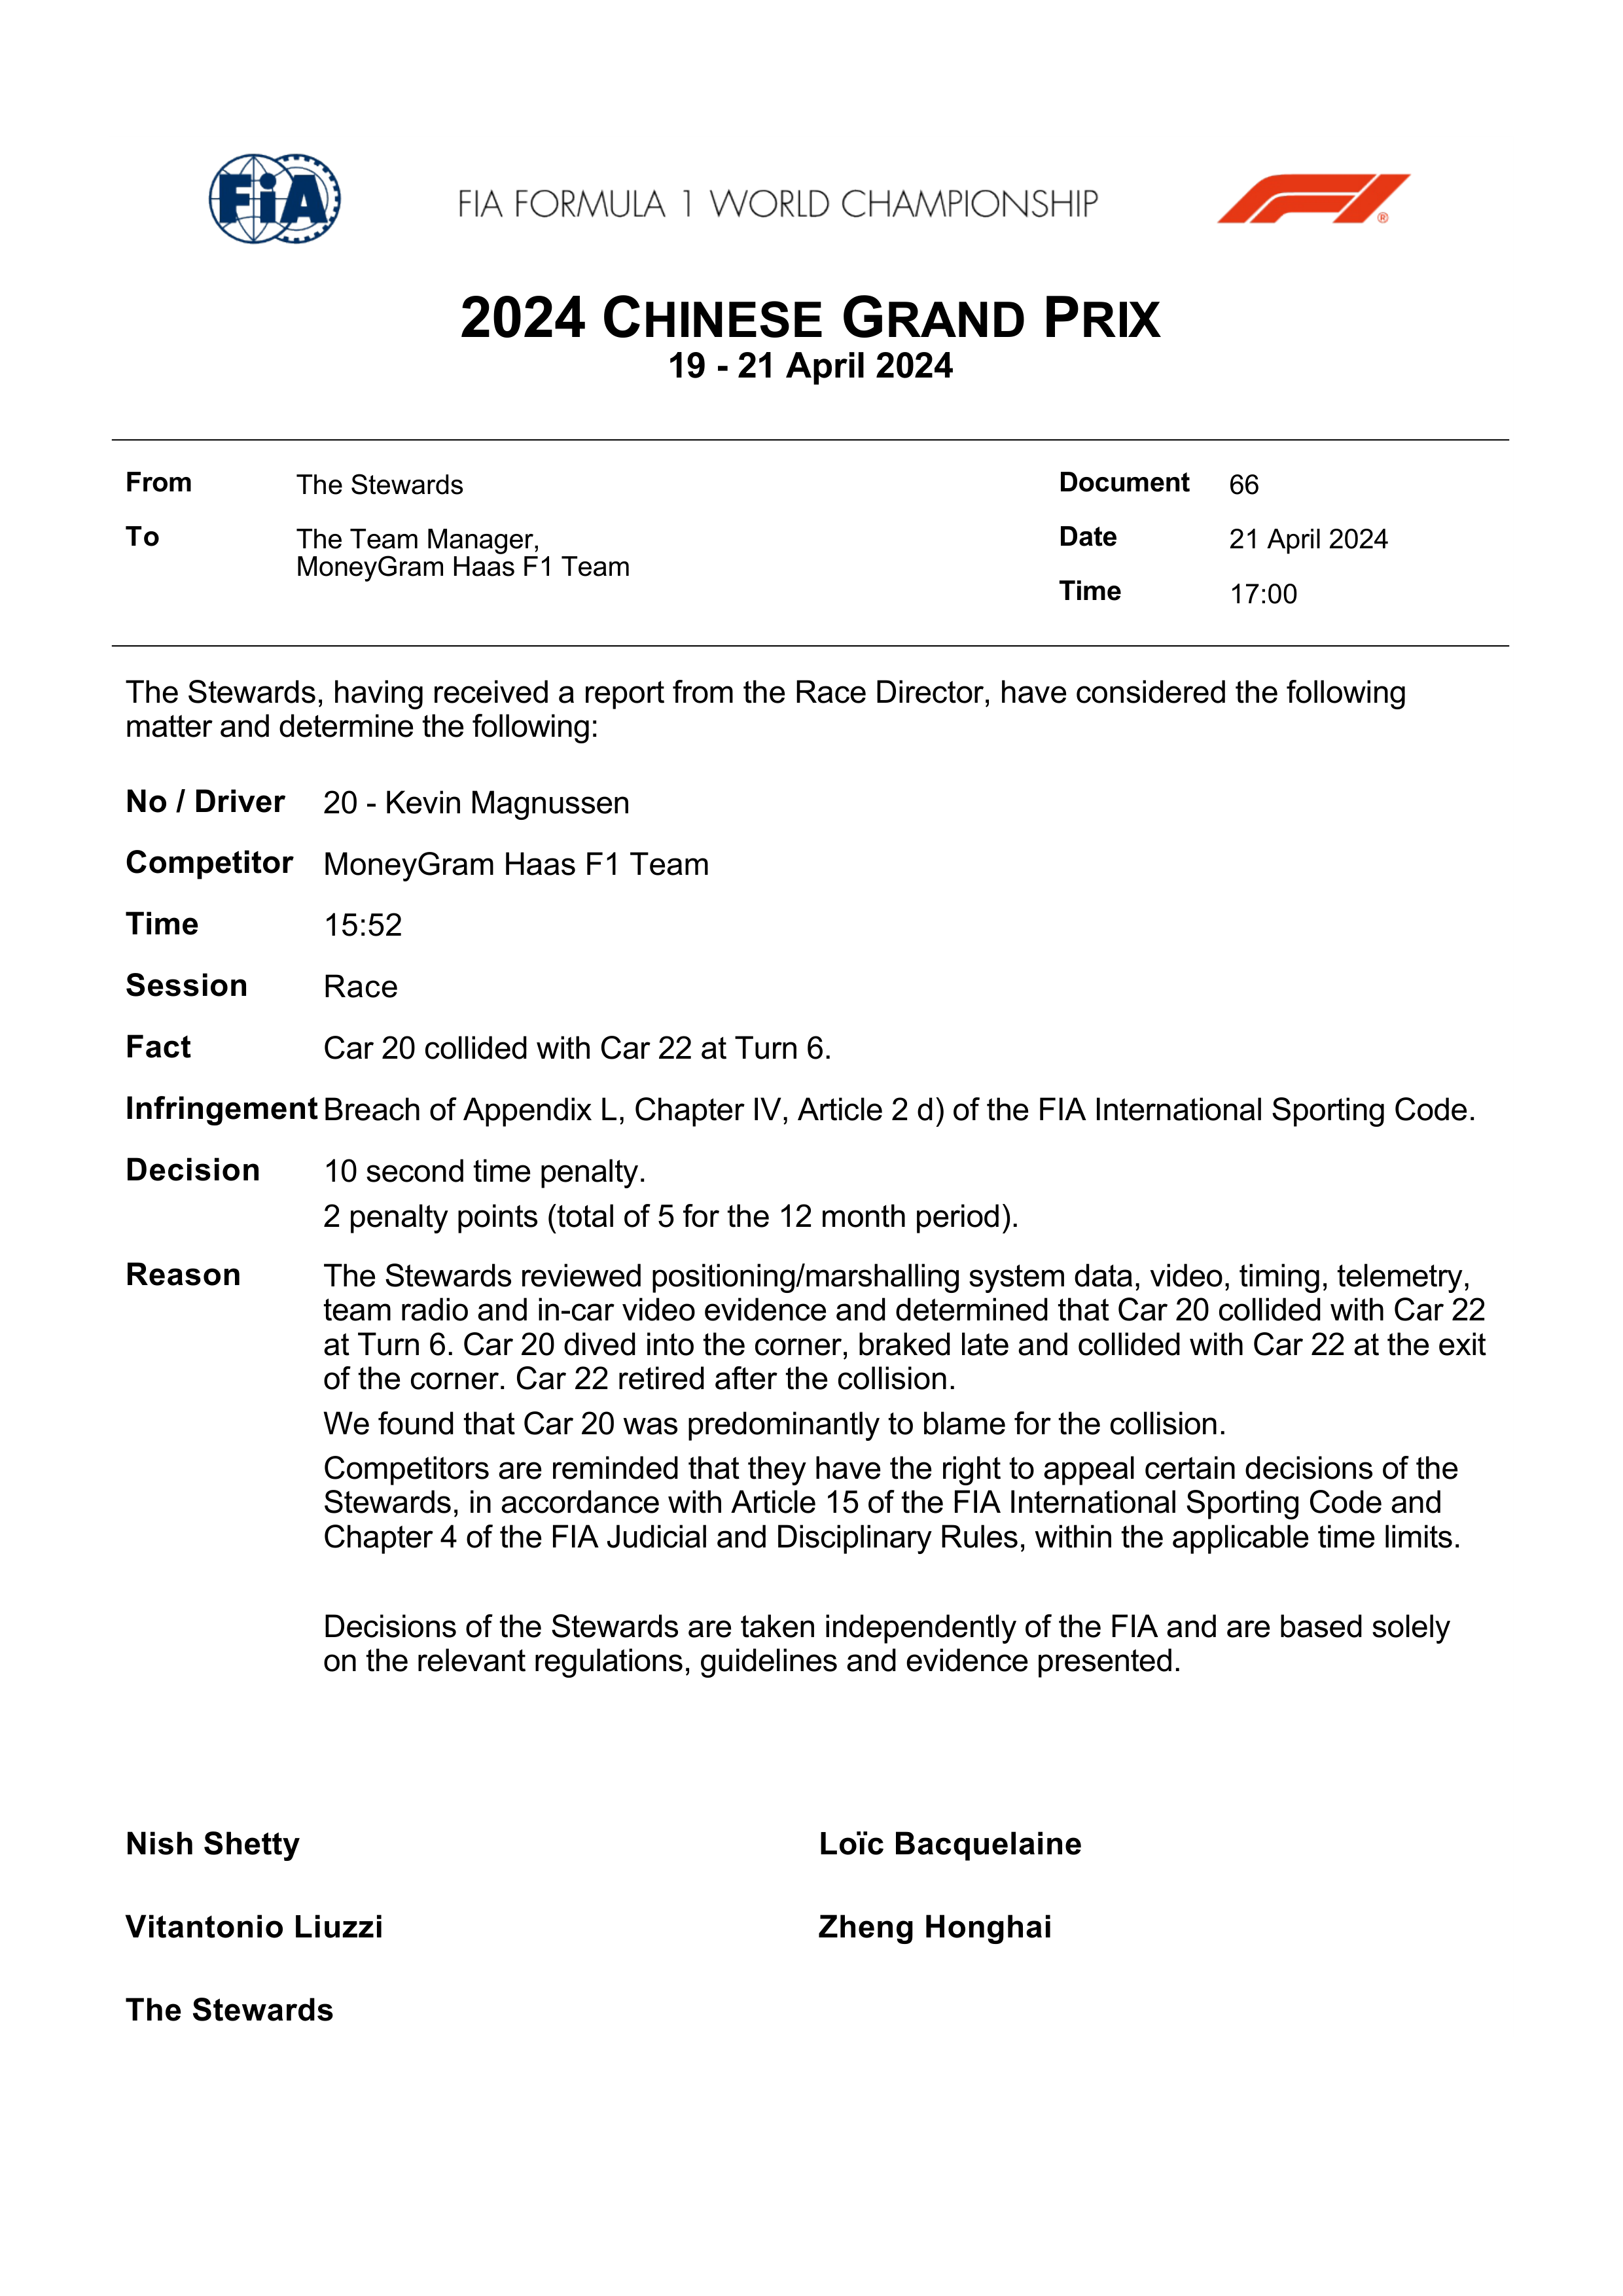 FiA
FIA FORMULA 1 WORLD CHAMPIONSHIP
F1®
2024 CHINESE GRAND PRIX
19 - 21 April 2024
From The Stewards
Document 66
To The Team Manager,
MoneyGram Haas F1 Team
Date 21 April 2024
Time 17:00
The Stewards, having received a report from the Race Director, have considered the following
matter and determine the following:
No / Driver 20 - Kevin Magnussen
Competitor MoneyGram Haas F1 Team
Time 15:52
Session Race
Fact Car 20 collided with Car 22 at Turn 6.
Infringement Breach of Appendix L, Chapter IV, Article 2 d) of the FIA International Sporting Code.
Decision 10 second time penalty.
2 penalty points (total of 5 for the 12 month period).
Reason The Stewards reviewed positioning/marshalling system data, video, timing, telemetry,
team radio and in-car video evidence and determined that Car 20 collided with Car 22
at Turn 6. Car 20 dived into the corner, braked late and collided with Car 22 at the exit
of the corner. Car 22 retired after the collision.
We found that Car 20 was predominantly to blame for the collision.
Competitors are reminded that they have the right to appeal certain decisions of the
Stewards, in accordance with Article 15 of the FIA International Sporting Code and
Chapter 4 of the FIA Judicial and Disciplinary Rules, within the applicable time limits.
Decisions of the Stewards are taken independently of the FIA and are based solely
on the relevant regulations, guidelines and evidence presented.
Nish Shetty
Loïc Bacquelaine
Vitantonio Liuzzi
Zheng Honghai
The Stewards